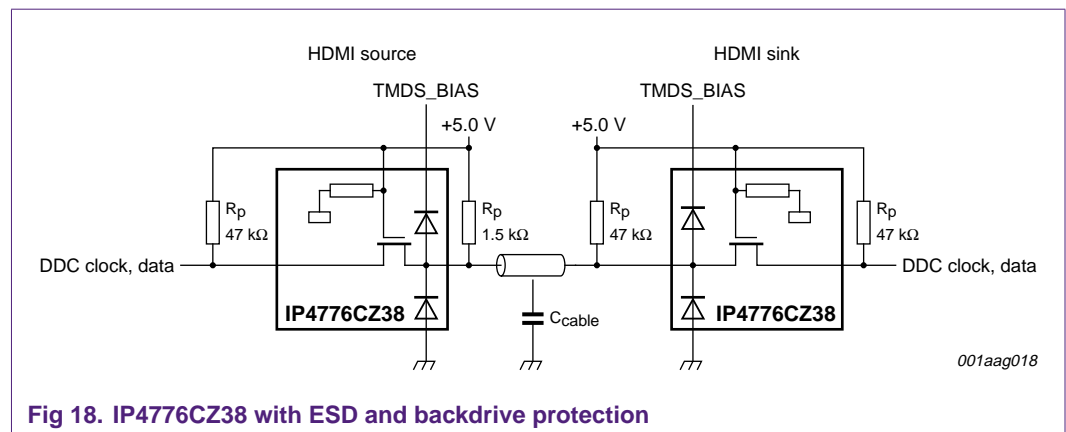 HDMI source
HDMI sink
TMDS_BIAS
TMDS_BIAS
+5.0 V
+5.0 V
Rp
47 kΩ
Rp
1.5 kΩ
Rp
47 kΩ
Rp
47 kΩ
DDC clock, data
DDC clock, data
IP4776CZ38
IP4776CZ38
Ccable
001aag018
Fig 18. IP4776CZ38 with ESD and backdrive protection